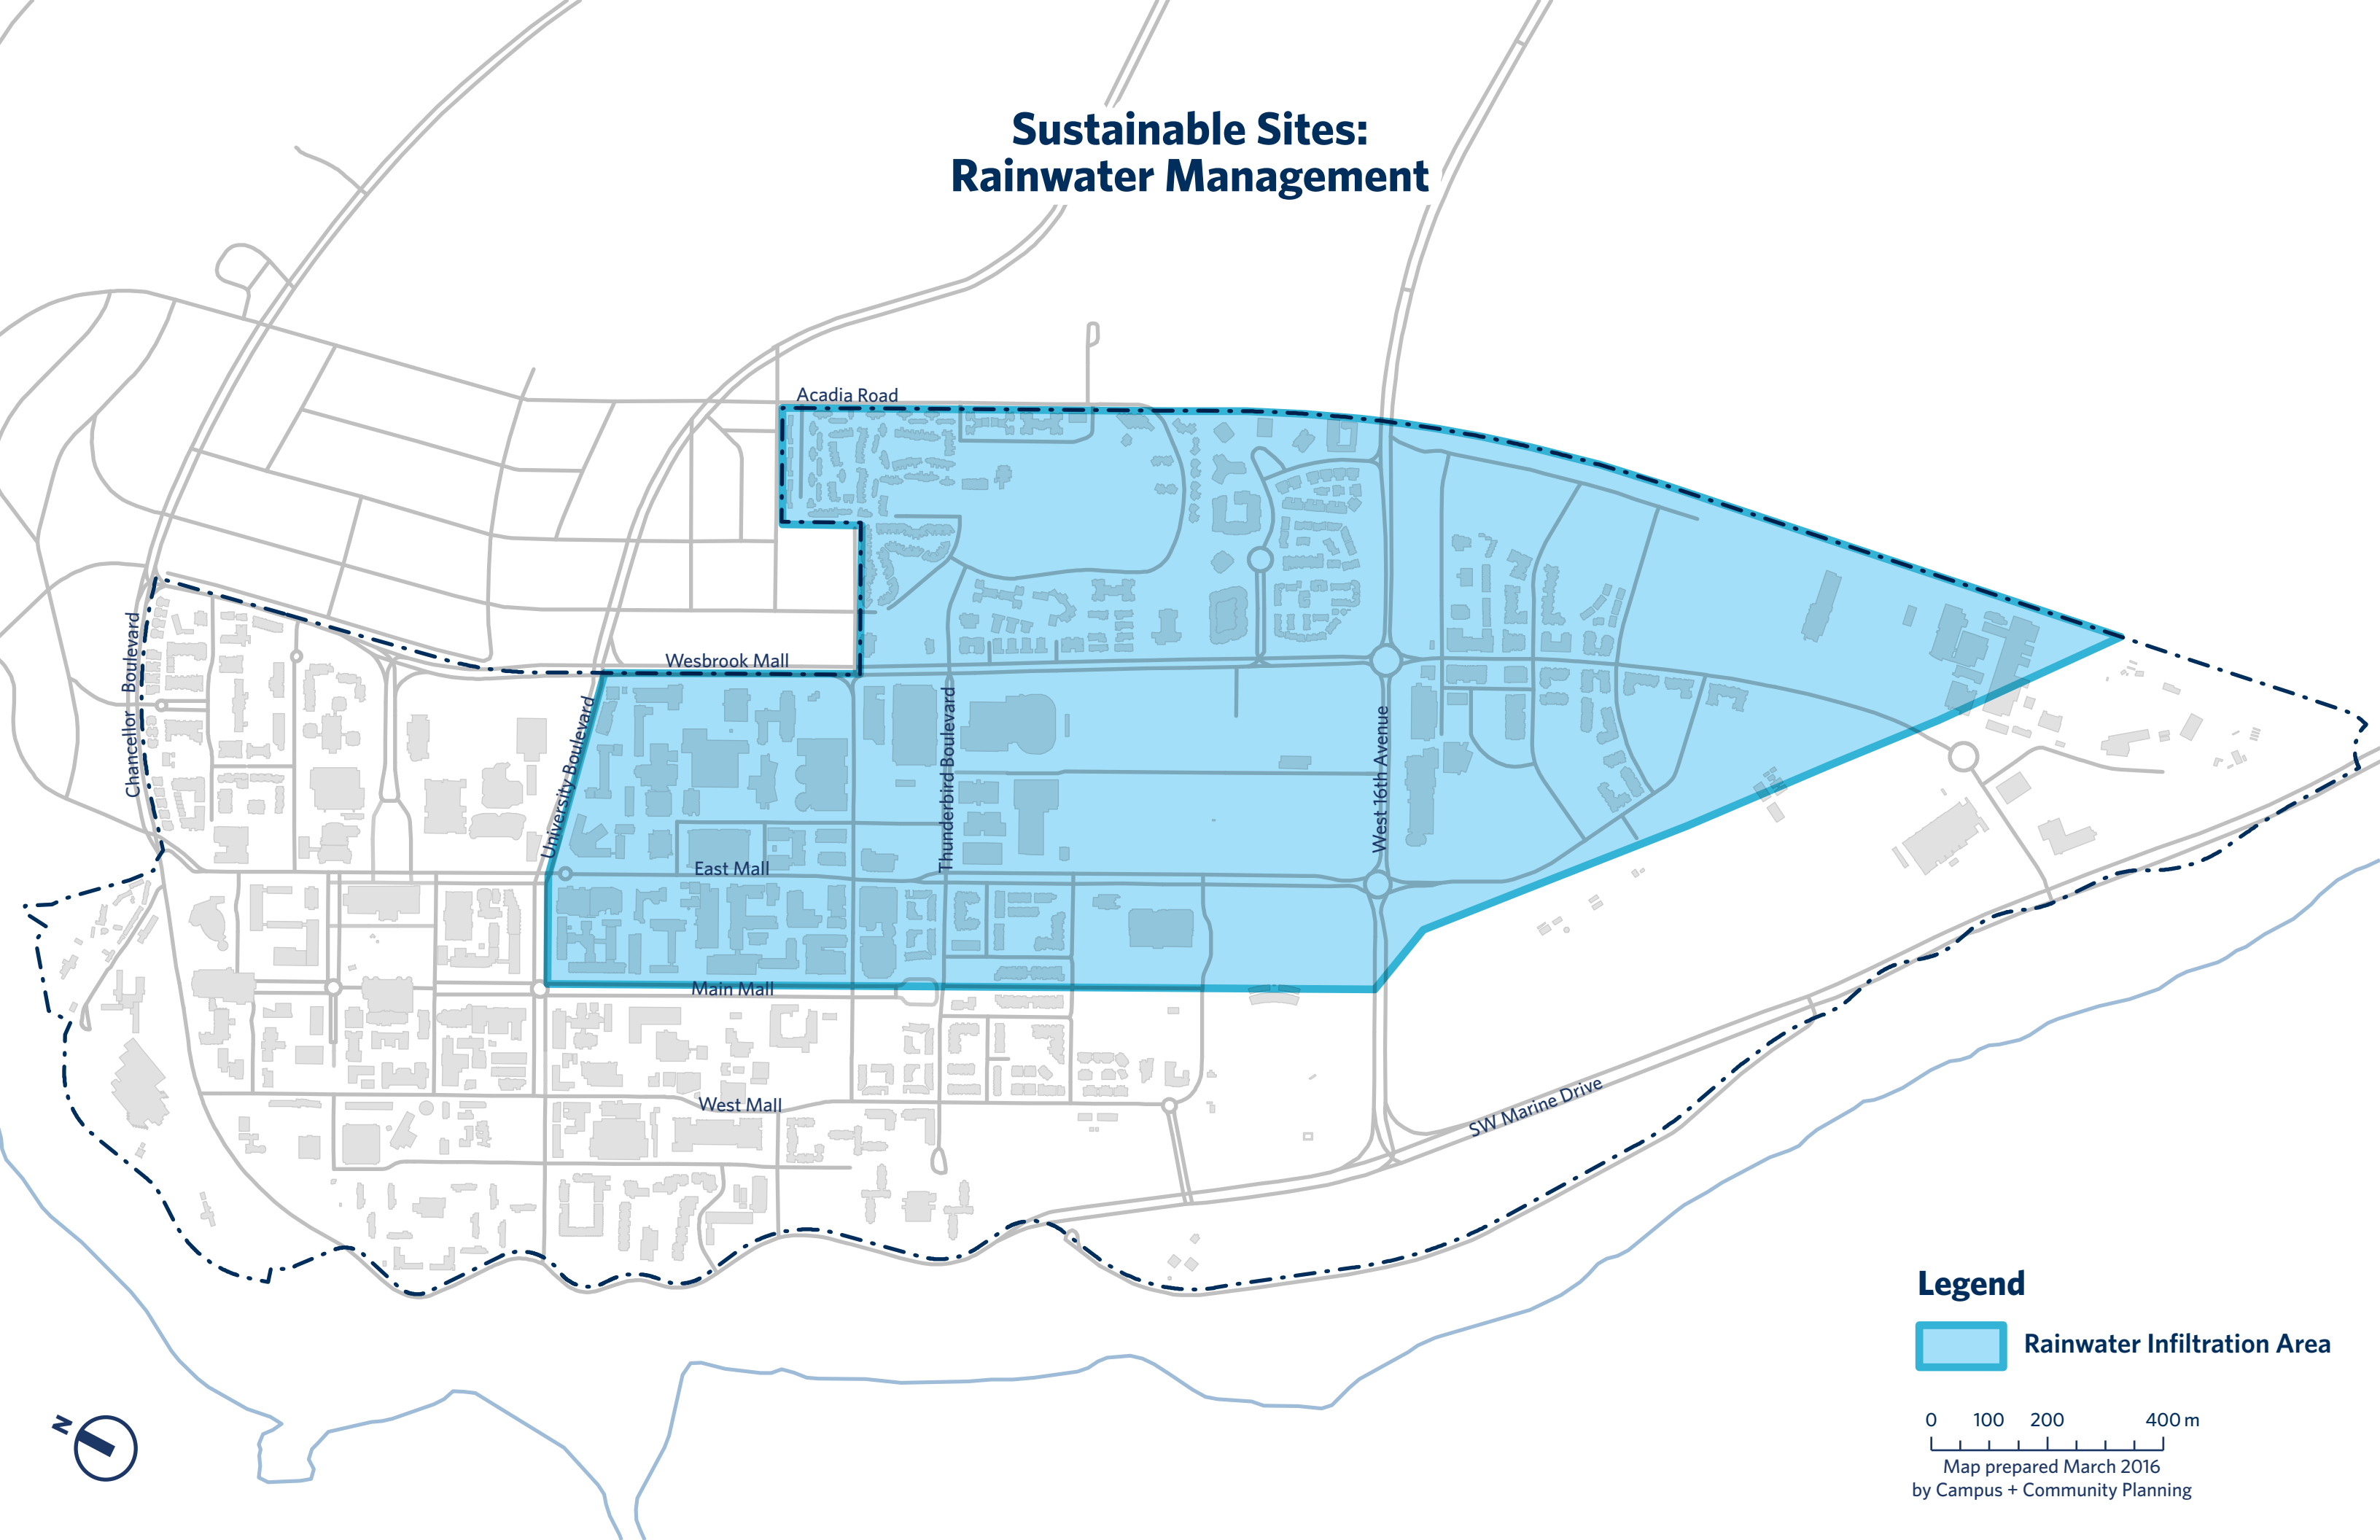 Sustainable Sites:
Rainwater Management
Acadia Road
Chancellor Boulevard
Wesbrook Mall
University Boulevard
Thunderbird Boulevard
West 16th Avenue
East Mall
Main Mall
West Mall
SW Marine Drive
Legend
Rainwater Infiltration Area
0 100 200 400 m
Map prepared March 2016
by Campus + Community Planning
N